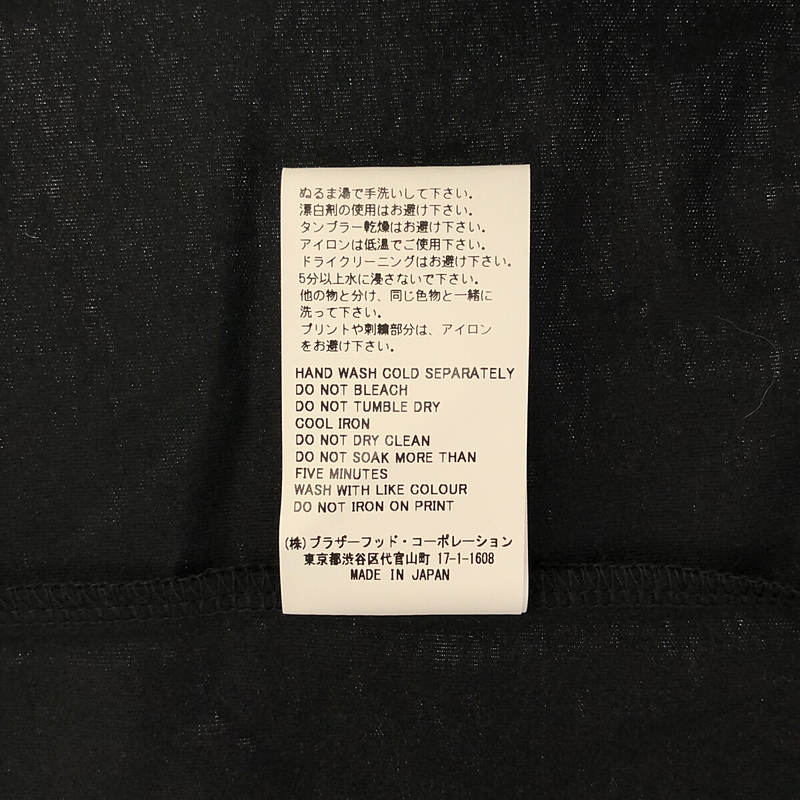 ぬるま湯で手洗いして下さい。
漂白剤の使用はお避け下さい。
タンブラー乾燥はお避け下さい。
アイロンは低温でご使用下さい。
ドライクリーニングはお避け下さい。
5分以上水に浸さないで下さい。
他の物と分け、同じ色物と一緒に
洗って下さい。
プリントや刺繍部分は、アイロン
をお避け下さい。
HAND WASH COLD SEPARATELY
DO NOT BLEACH
DO NOT TUMBLE DRY
COOL IRON
DO NOT DRY CLEAN
DO NOT SOAK MORE THAN
FIVE MINUTES
WASH WITH LIKE COLOUR
DO NOT IRON ON PRINT
(株)ブラザーフッド・コーポレーション
東京都渋谷区代官山町 17-1-1608
MADE IN JAPAN